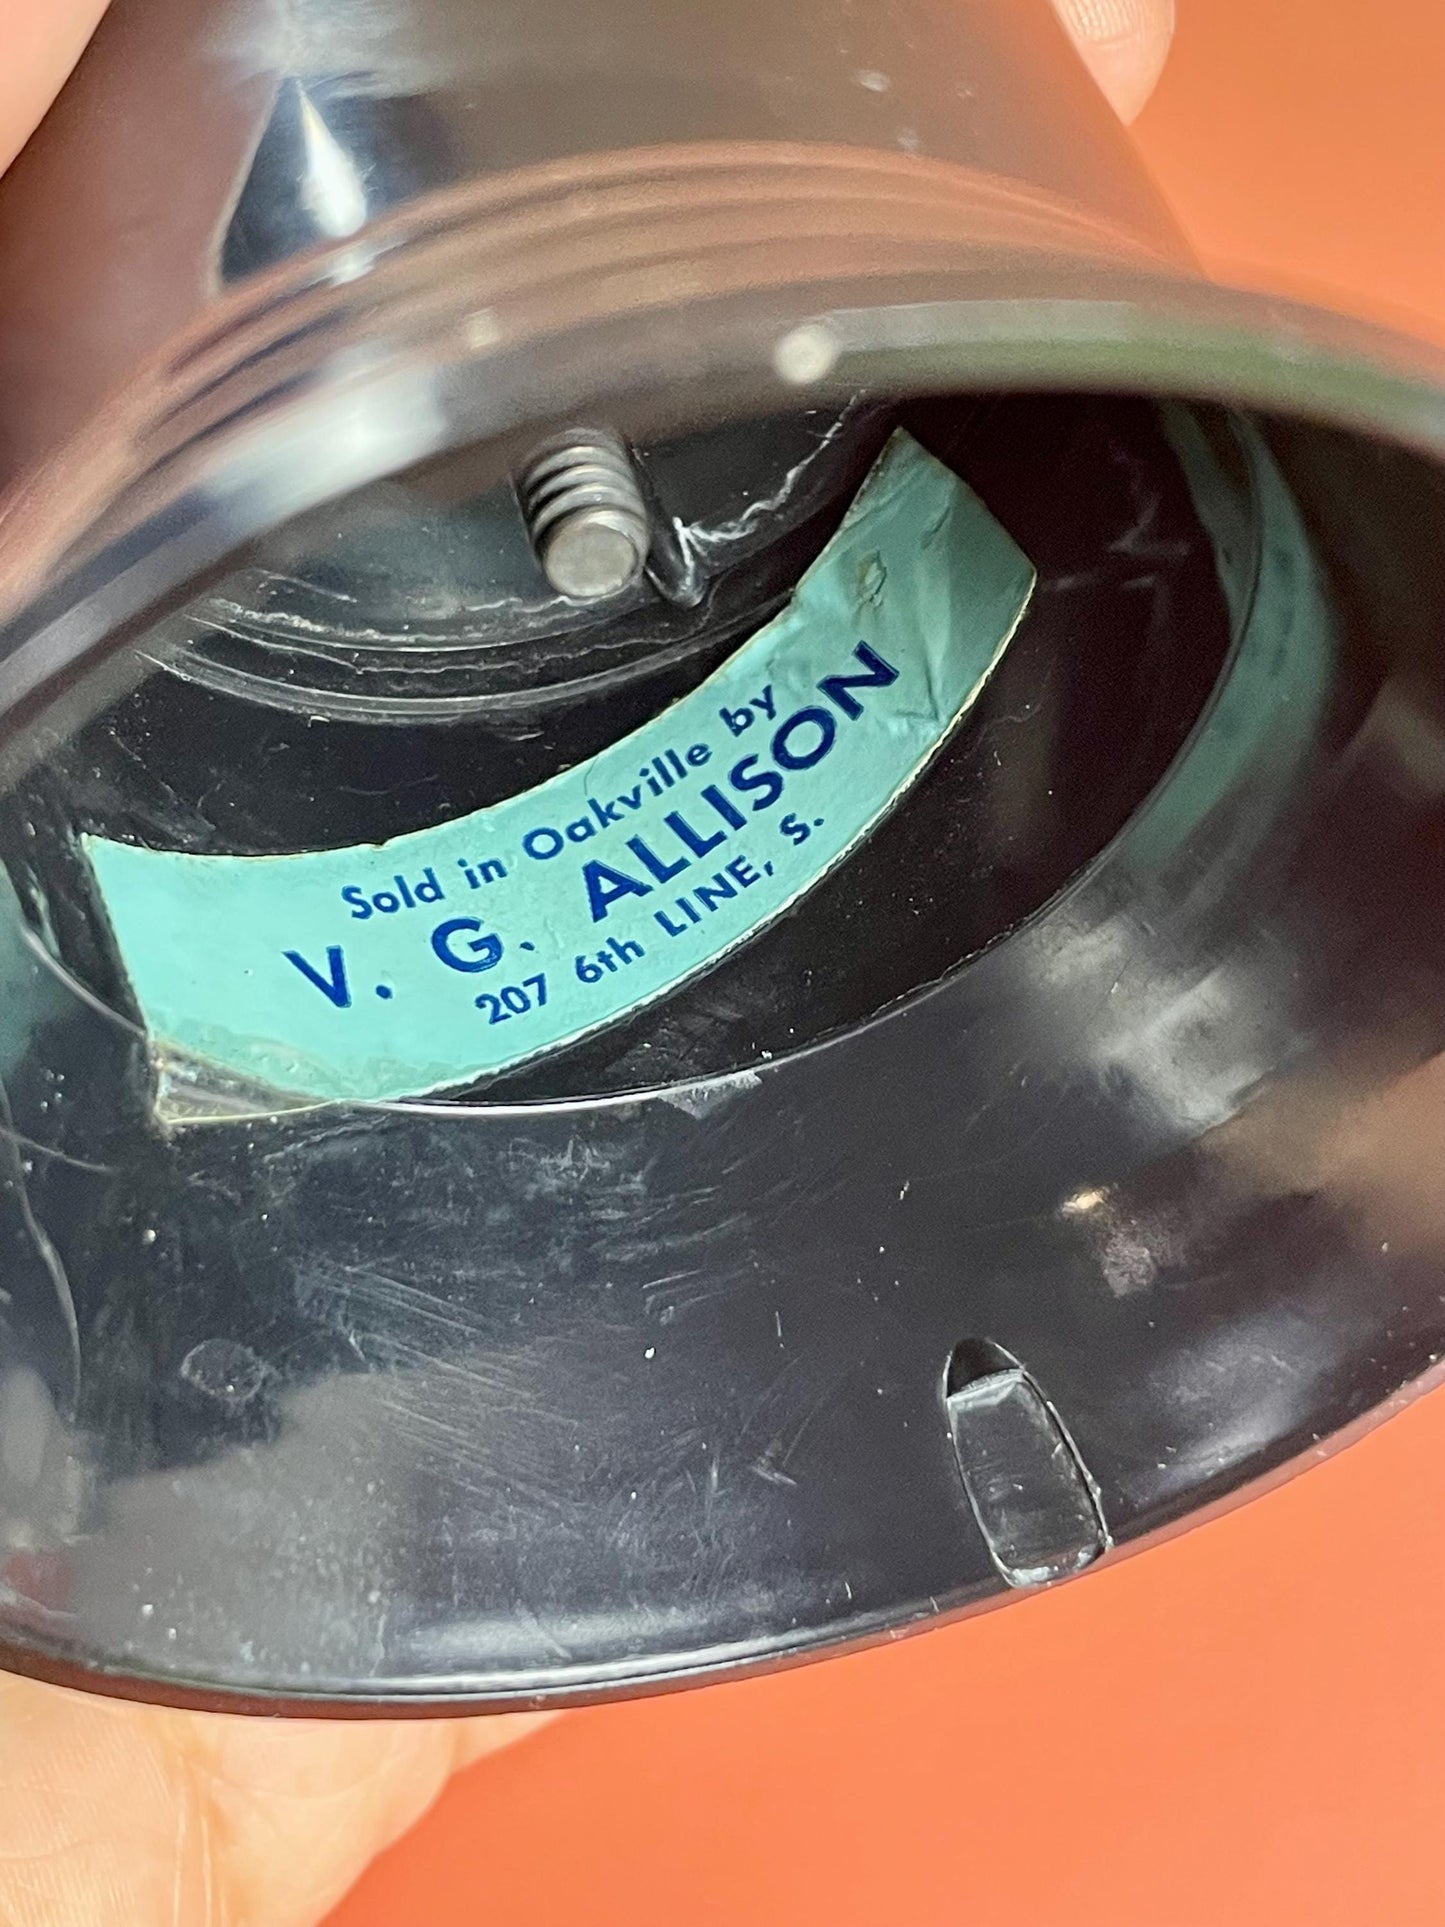 Sold in Oakville by
V. G. ALLISON
207 6th LINE, S.